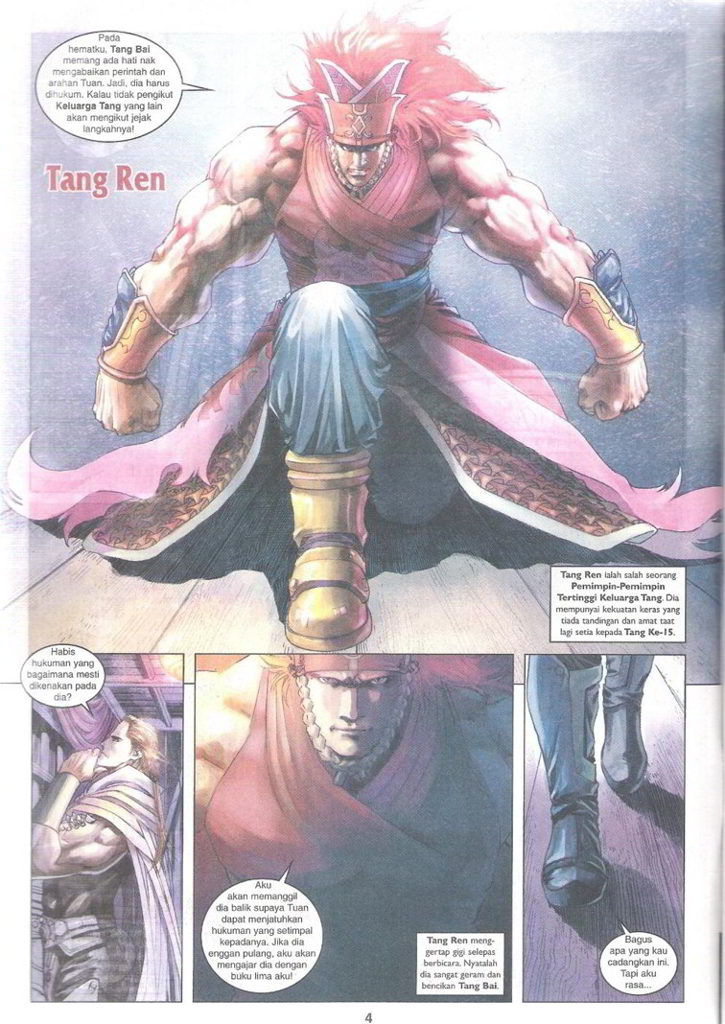 Pada
hematku, Tang Bai
memang ada hati nak
mengabaikan perintah dan
arahan Tuan. Jadi, dia harus
dihukum. Kalau tidak pengikut
Keluarga Tang yang lain
akan mengikut jejak
langkahnya!
Tang Ren
Tang Ren ialah salah seorang
Pemimpin-Pemimpin
Tertinggi Keluarga Tang. Dia
mempunyai kekuatan keras yang
tiada tandingan dan amat taat
lagi setia kepada Tang Ke-15.
Habis
hukuman yang
bagaimana mesti
dikenakan pada
dia?
Aku
akan memanggil
dia balik supaya Tuan
dapat menjatuhkan
hukuman yang setimpal
kepadanya. Jika dia
enggan pulang, aku akan
mengajar dia dengan
buku lima aku!
Tang Ren meng-
gertap gigi selepas
berbicara. Nyatalah
dia sangat geram dan
bencikan Tang Bai.
Bagus
apa yang kau
cadangkan ini.
Tapi aku
rasa...
4